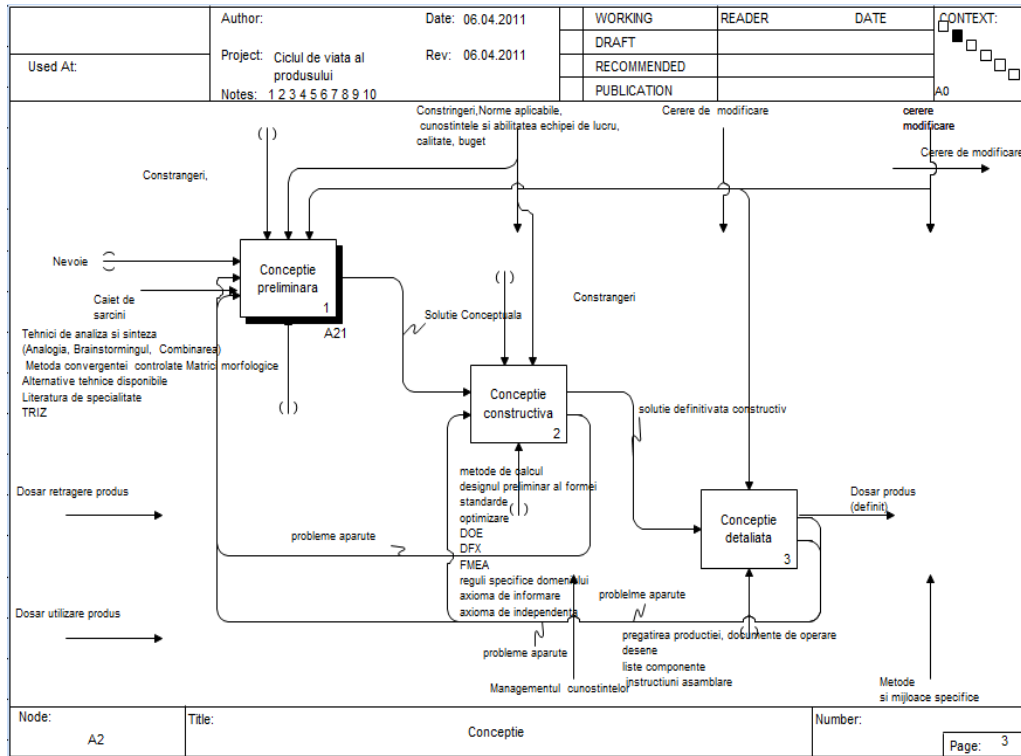 Used At:
Author:
Date: 06.04.2011
Project: Ciclul de viata al
produsului
Rev: 06.04.2011
Notes: 1 2 3 4 5 6 7 8 9 10
WORKING
DRAFT
RECOMMENDED
PUBLICATION
READER DATE
CONTEXT:
A0
Constringeri,Norme aplicabile,
cunostintele si abilitatea echipei de lucru,
calitate, buget
Cerere de modificare
cerere
modificare
Cerere de modificare
( )
Constrangeri,
Nevoie
Conceptie
preliminara
1
A21
Caiet de
sarcini
Tehnici de analiza si sinteza
(Analogia, Brainstormingul, Combinarea)
Metoda convergentei controlate Matrici morfologice
Alternative tehnice disponibile
Literatura de specialitate
TRIZ
( )
Solutie Conceptuala
( )
Constrangeri
Conceptie
constructiva
2
solutie definitivata constructiv
metode de calcul
designul preliminar al formei
standarde
optimizare
( )
DOE
DFX
FMEA
reguli specifice domeniului
axioma de informare
axioma de independenta
Dosar retragere produs
probleme aparute
Conceptie
detaliata
3
Dosar produs
(definit)
Dosar utilizare produs
probleme aparute
problelme aparute
( )
pregatirea productiei, documente de operare
desene
liste componente
instructiuni asamblare
Managementul cunostintelor
Metode
si mijloace specifice
Node:
A2
Title:
Conceptie
Number:
Page: 3